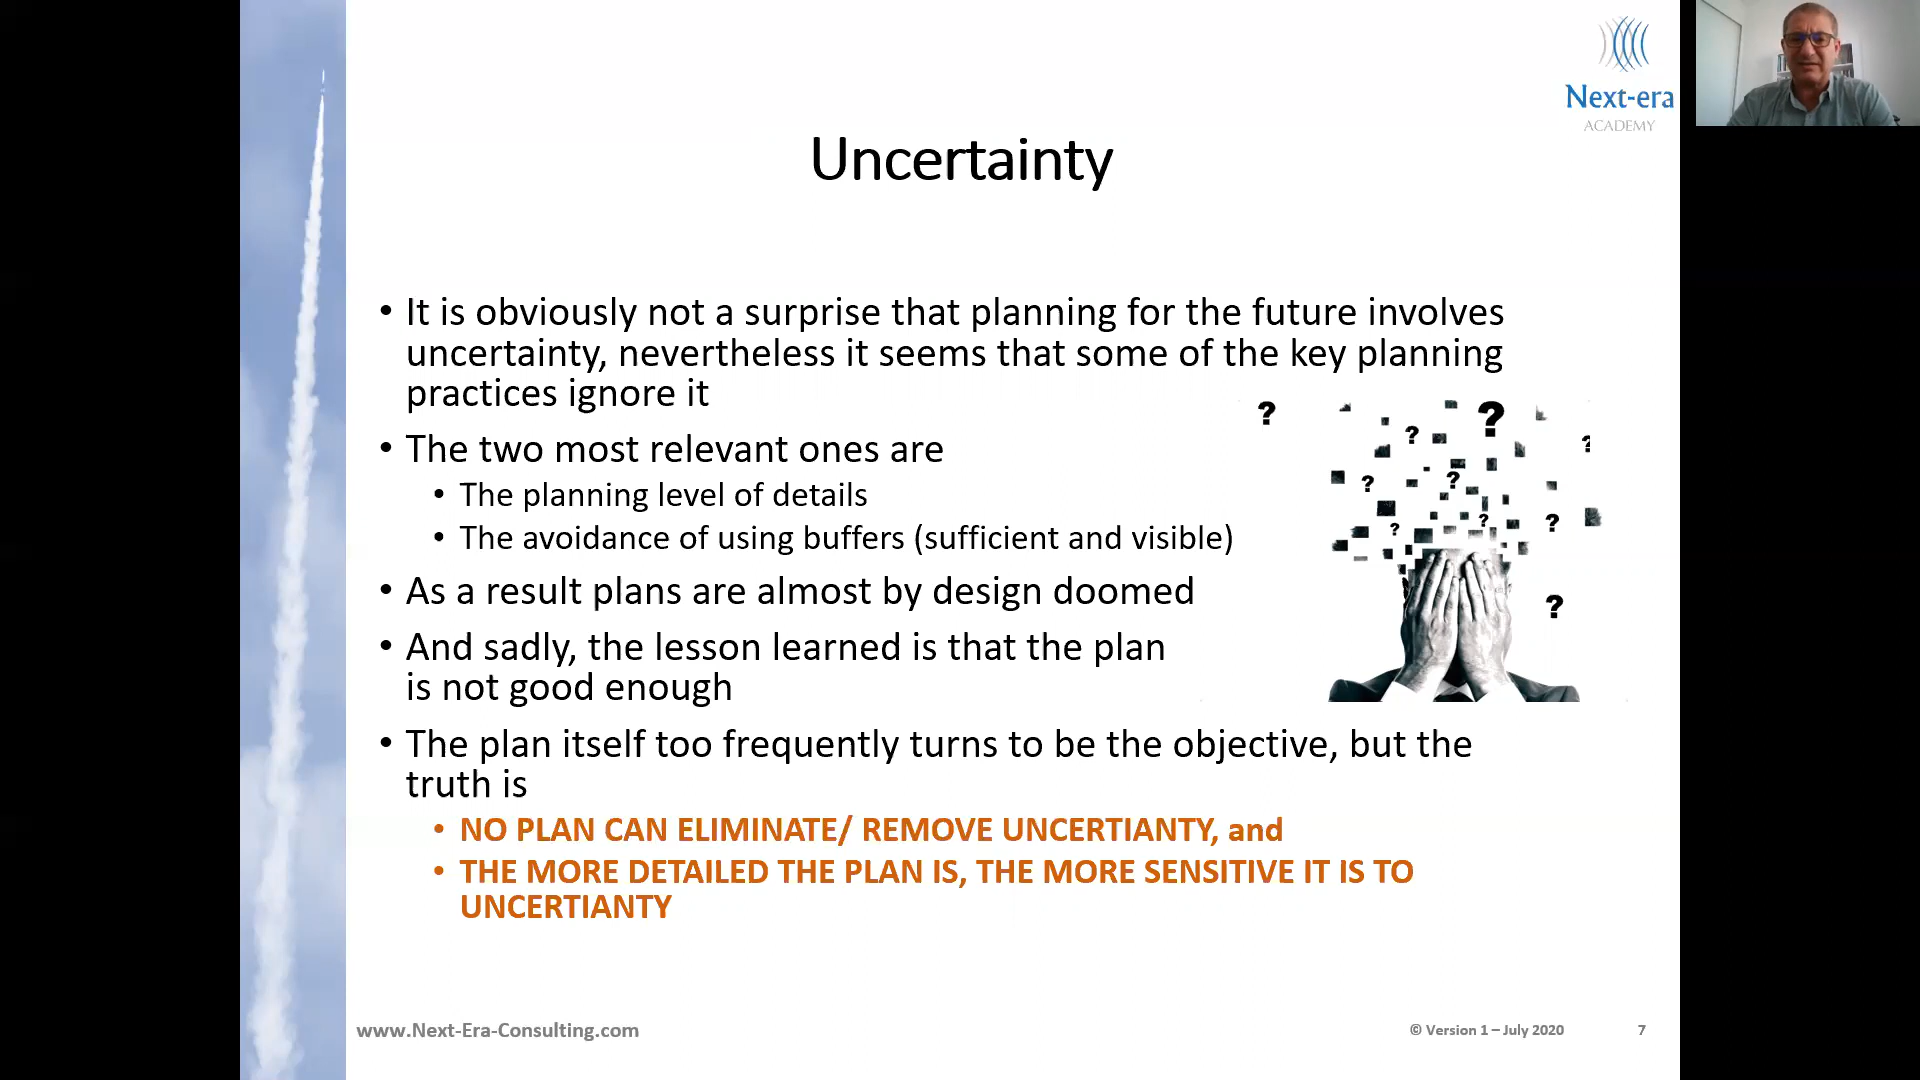 Next-era
ACADEMY
Uncertainty
• It is obviously not a surprise that planning for the future involves
uncertainty, nevertheless it seems that some of the key planning
practices ignore it
• The two most relevant ones are
• The planning level of details
• The avoidance of using buffers (sufficient and visible)
• As a result plans are almost by design doomed
• And sadly, the lesson learned is that the plan
is not good enough
• The plan itself too frequently turns to be the objective, but the
truth is
• NO PLAN CAN ELIMINATE/ REMOVE UNCERTIANTY, and
• THE MORE DETAILED THE PLAN IS, THE MORE SENSITIVE IT IS TO
UNCERTIANTY
? ? ? ? ? ? ? ? ? ? ?
www.Next-Era-Consulting.com
© Version 1 – July 2020
7